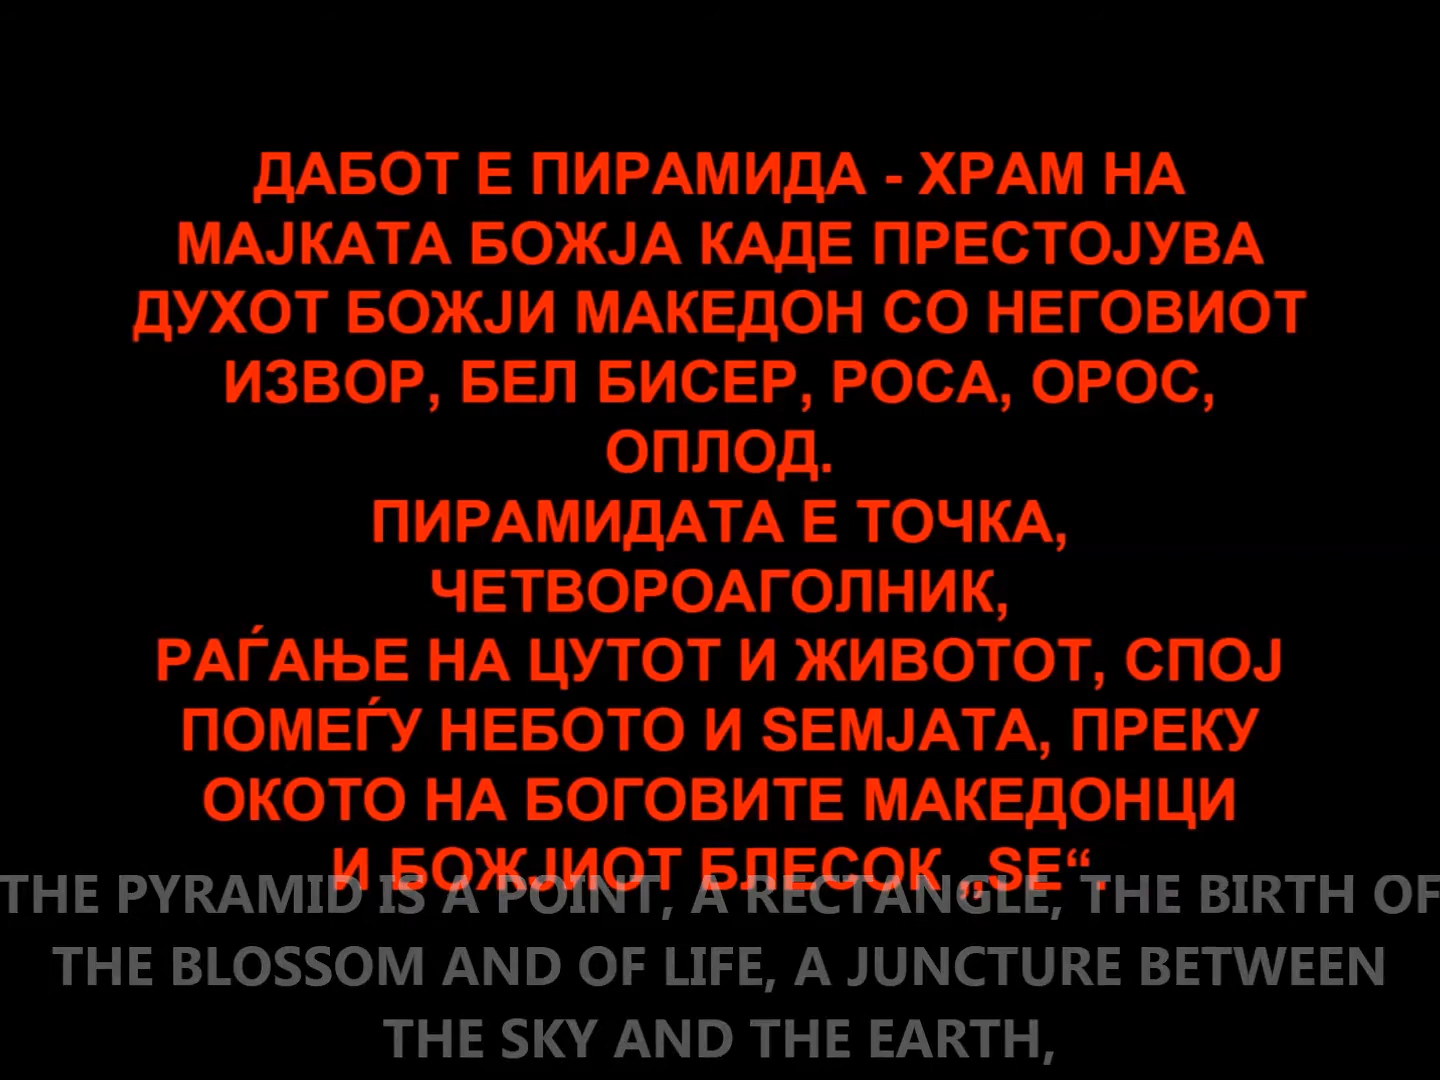 ДАБОТ Е ПИРАМИДА - ХРАМ НА
МАЈКАТА БОЖЈА КАДЕ ПРЕСТОЈУВА
ДУХОТ БОЖЈИ МАКЕДОН СО НЕГОВИОТ
ИЗВОР, БЕЛ БИСЕР, РОСА, ОРОС,
ОПЛОД.
ПИРАМИДАТА Е ТОЧКА,
ЧЕТВОРОАГОЛНИК,
РАЃАЊЕ НА ЦУТОТ И ЖИВОТОТ, СПОЈ
ПОМЕЃУ НЕБОТО И ЅЕМЈАТА, ПРЕКУ
ОКОТО НА БОГОВИТЕ МАКЕДОНЦИ
И БОЖЈИОТ БЛЕСОК „ЅЕ“.
THE PYRAMID IS A POINT, A RECTANGLE, THE BIRTH OF
THE BLOSSOM AND OF LIFE, A JUNCTURE BETWEEN
THE SKY AND THE EARTH,